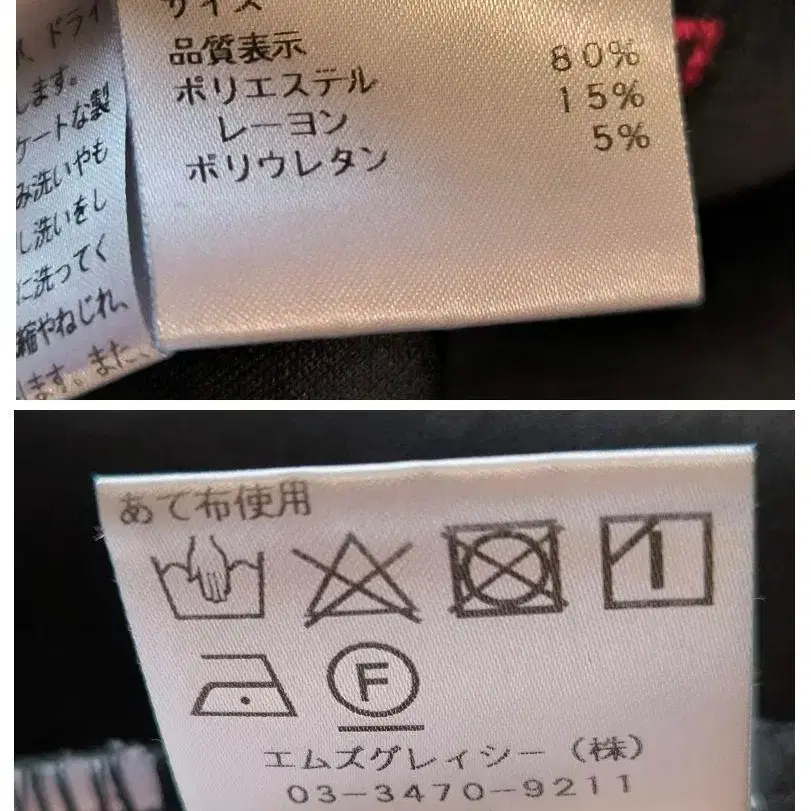 サイズ
品質表示
ポリエステル 80%
レーヨン 15%
ポリウレタン 5%
ドライ
します。
ケートな製
み洗いやも
し洗いをし
に洗ってく
縮やねじれ、
ます。また、
あて布使用
F
エムズグレィシー(株)
03-3470-9211